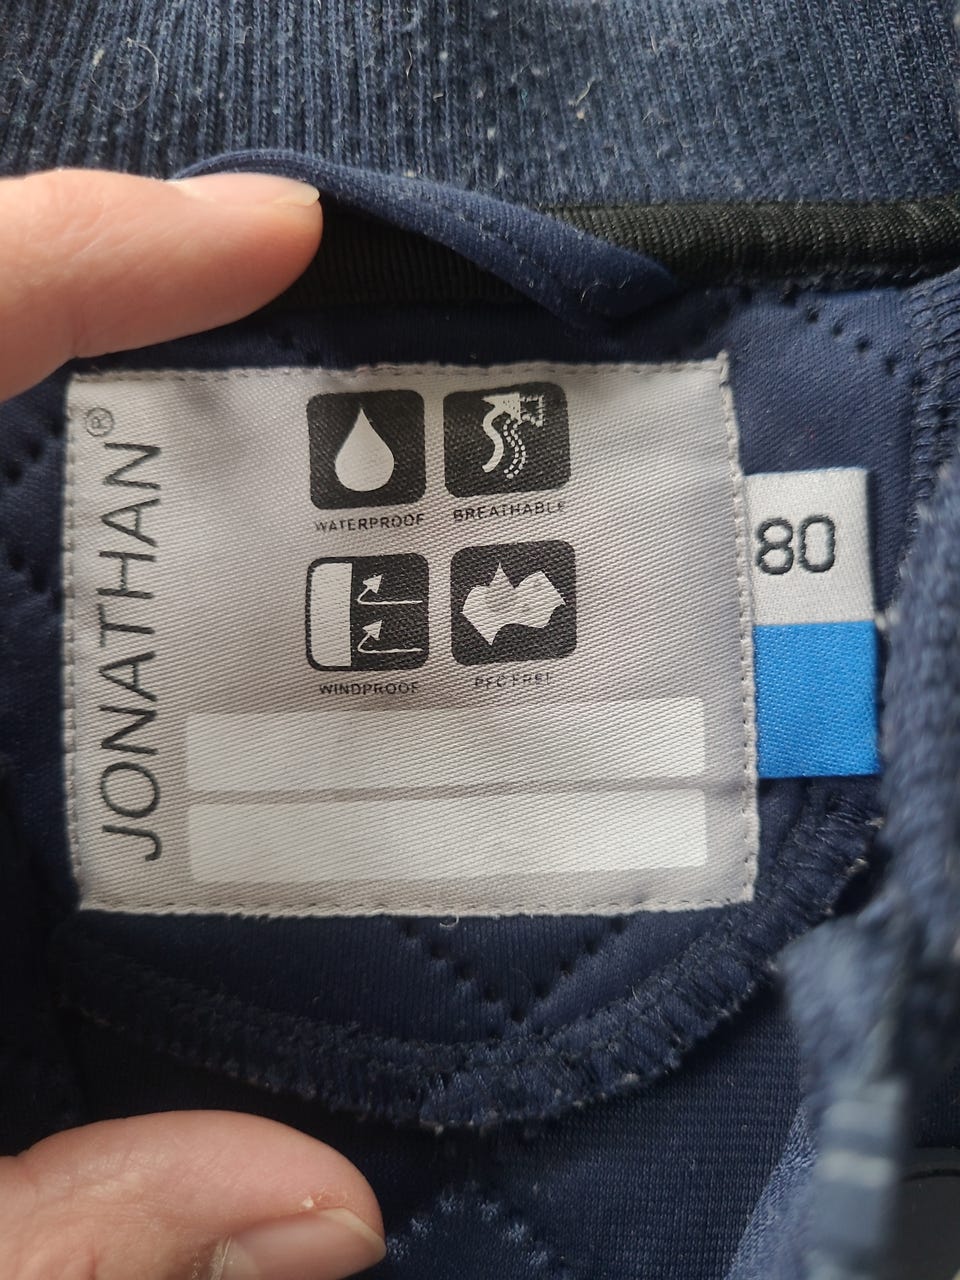 JONATHAN®
WATERPROOF
BREATHABLE
WINDPROOF
PFC FREE
80